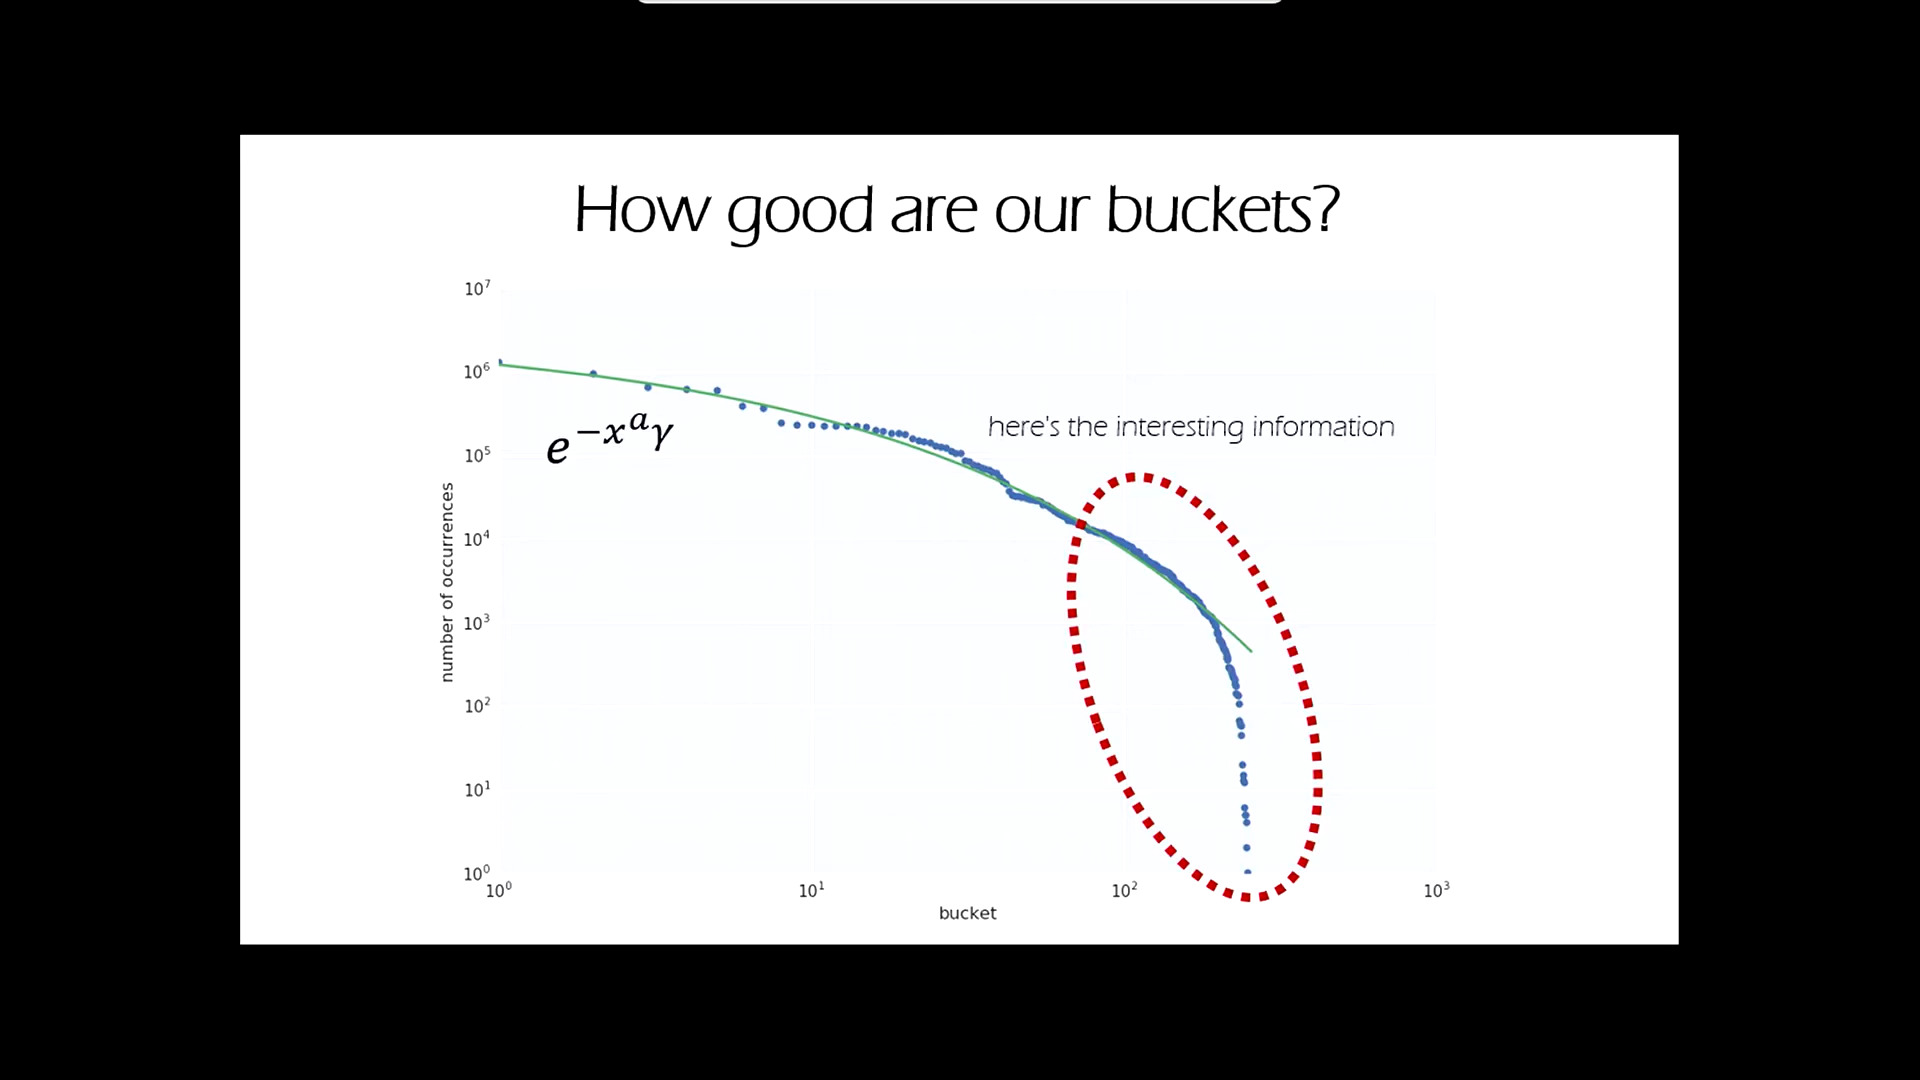 How good are our buckets?
10⁷
10⁶
10⁵
10⁴
10³
10²
10¹
10⁰
number of occurrences
e^{-x^a γ}
here's the interesting information
10⁰ 10¹ 10² 10³
bucket